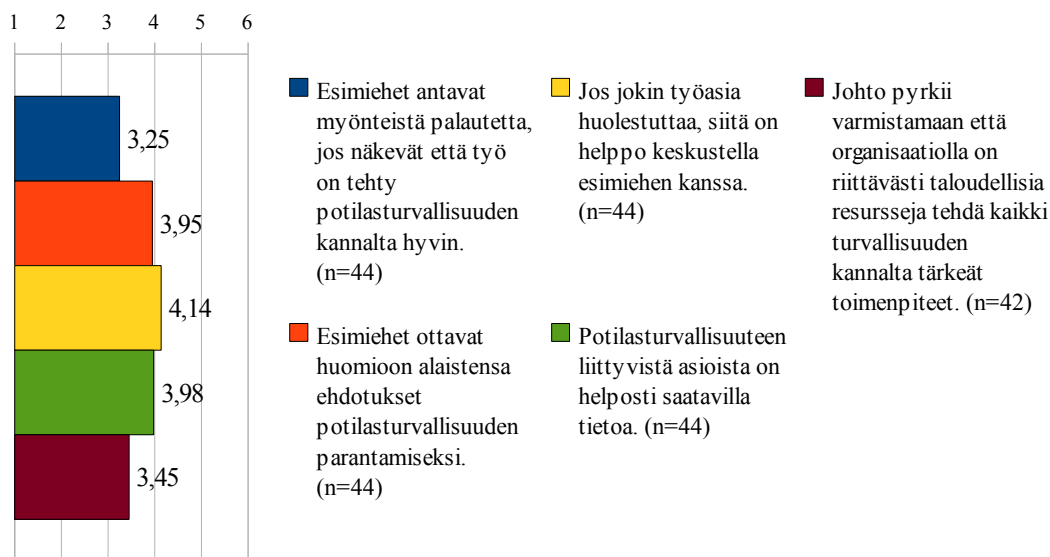 1 2 3 4 5 6
3,25
3,95
4,14
3,98
3,45
Esimiehet antavat
myönteistä palautetta,
jos näkevät että työ
on tehty
potilasturvallisuuden
kannalta hyvin.
(n=44)
Esimiehet ottavat
huomioon alaistensa
ehdotukset
potilasturvallisuuden
parantamiseksi.
(n=44)
Jos jokin työasia
huolestuttaa, siitä on
helppo keskustella
esimiehen kanssa.
(n=44)
Potilasturvallisuuteen
liittyvistä asioista on
helposti saatavilla
tietoa. (n=44)
Johto pyrkii
varmistamaan että
organisaatiolla on
riittävästi taloudellisia
resursseja tehdä kaikki
turvallisuuden
kannalta tärkeät
toimenpiteet. (n=42)